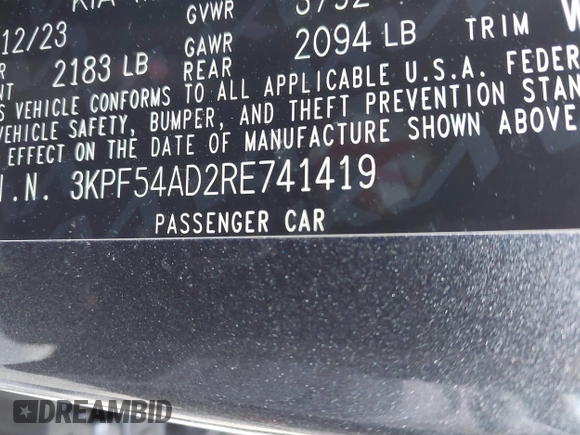 KIA
GVWR 3792
12/23 GAWR 2094 LB TRIM
2183 LB REAR
VEHICLE CONFORMS TO ALL APPLICABLE U.S.A. FEDER
VEHICLE SAFETY, BUMPER, AND THEFT PREVENTION STAN
EFFECT ON THE DATE OF MANUFACTURE SHOWN ABOVE
I.N. 3KPF54AD2RE741419
PASSENGER CAR
DREAMBID